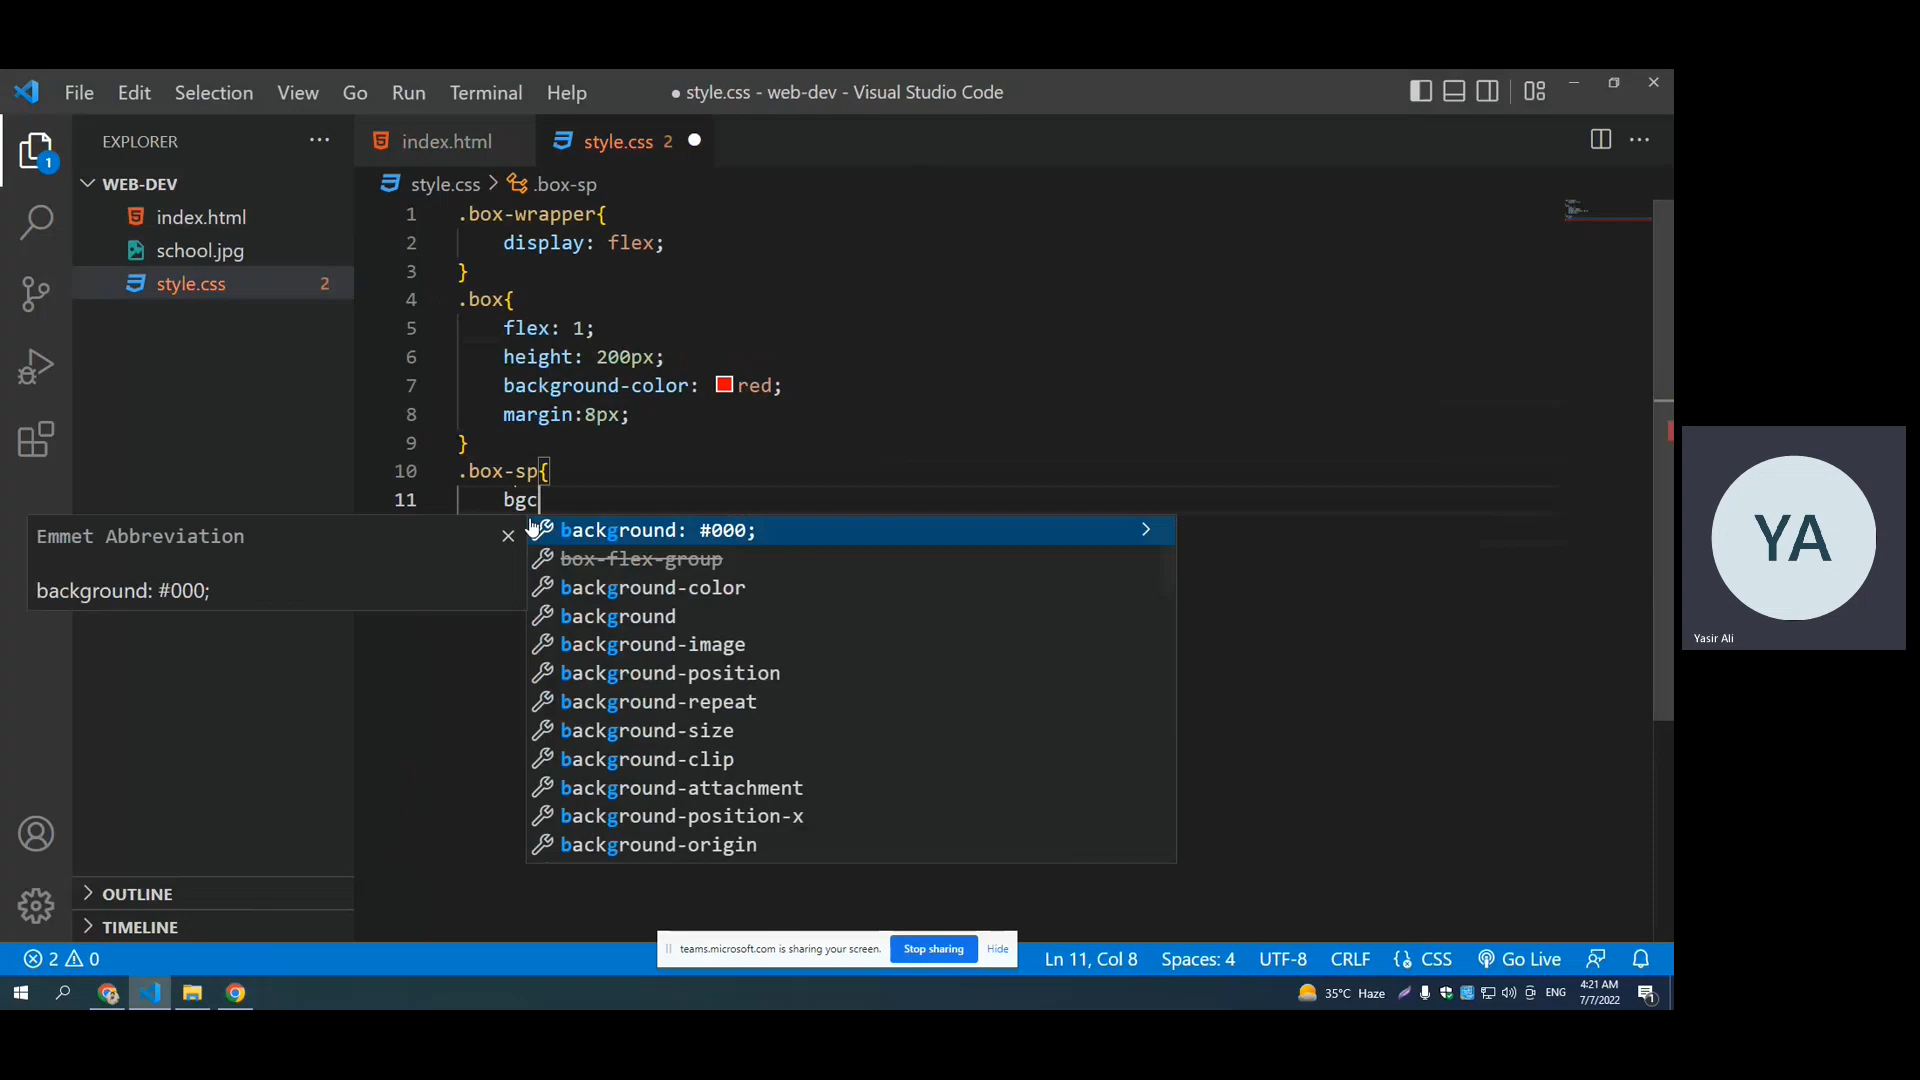 File Edit Selection View Go Run Terminal Help
● style.css - web-dev - Visual Studio Code
EXPLORER
index.html
style.css 2
1
WEB-DEV
index.html
school.jpg
style.css 2
style.css > .box-sp
1 .box-wrapper{
2 display: flex;
3 }
4 .box{
5 flex: 1;
6 height: 200px;
7 background-color: red;
8 margin:8px;
9 }
10 .box-sp{
11 bgc
Emmet Abbreviation
background: #000;
background: #000;
box-flex-group
background-color
background
background-image
background-position
background-repeat
background-size
background-clip
background-attachment
background-position-x
background-origin
OUTLINE
TIMELINE
YA
Yasir Ali
teams.microsoft.com is sharing your screen. Stop sharing Hide
2 0 Ln 11, Col 8 Spaces: 4 UTF-8 CRLF {} CSS Go Live
35°C Haze ENG 4:21 AM
7/7/2022
1